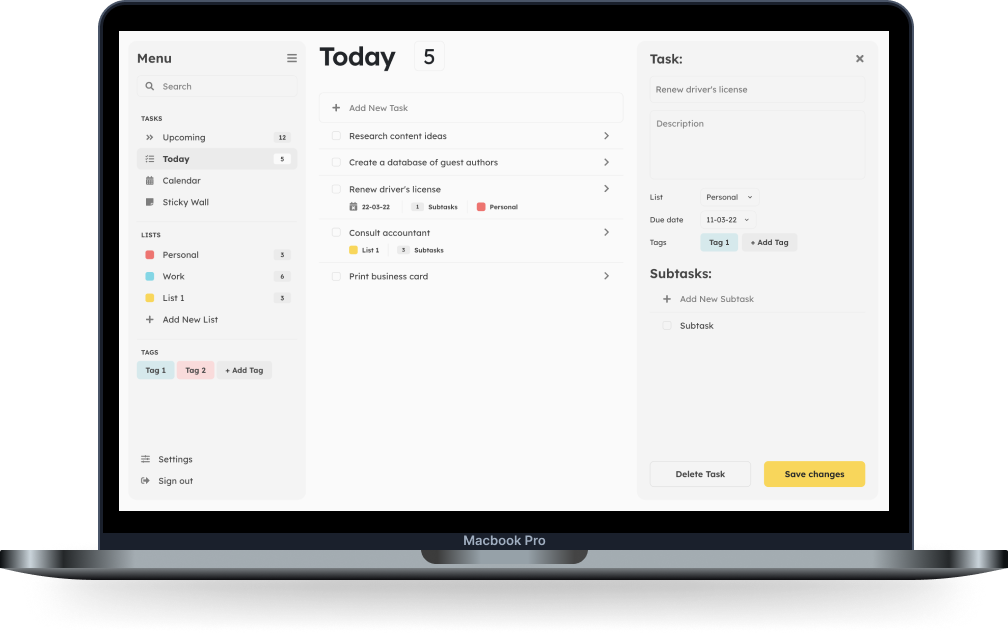 Menu
Search
TASKS
Upcoming 12
Today 5
Calendar
Sticky Wall
LISTS
Personal 3
Work 6
List 1 3
+ Add New List
TAGS
Tag 1 Tag 2 + Add Tag
Settings
Sign out
Today 5
+ Add New Task
Research content ideas
Create a database of guest authors
Renew driver's license
22-03-22 1 Subtasks Personal
Consult accountant
List 1 3 Subtasks
Print business card
Task:
Renew driver's license
Description
List Personal
Due date 11-03-22
Tags Tag 1 + Add Tag
Subtasks:
+ Add New Subtask
Subtask
Delete Task Save changes
Macbook Pro